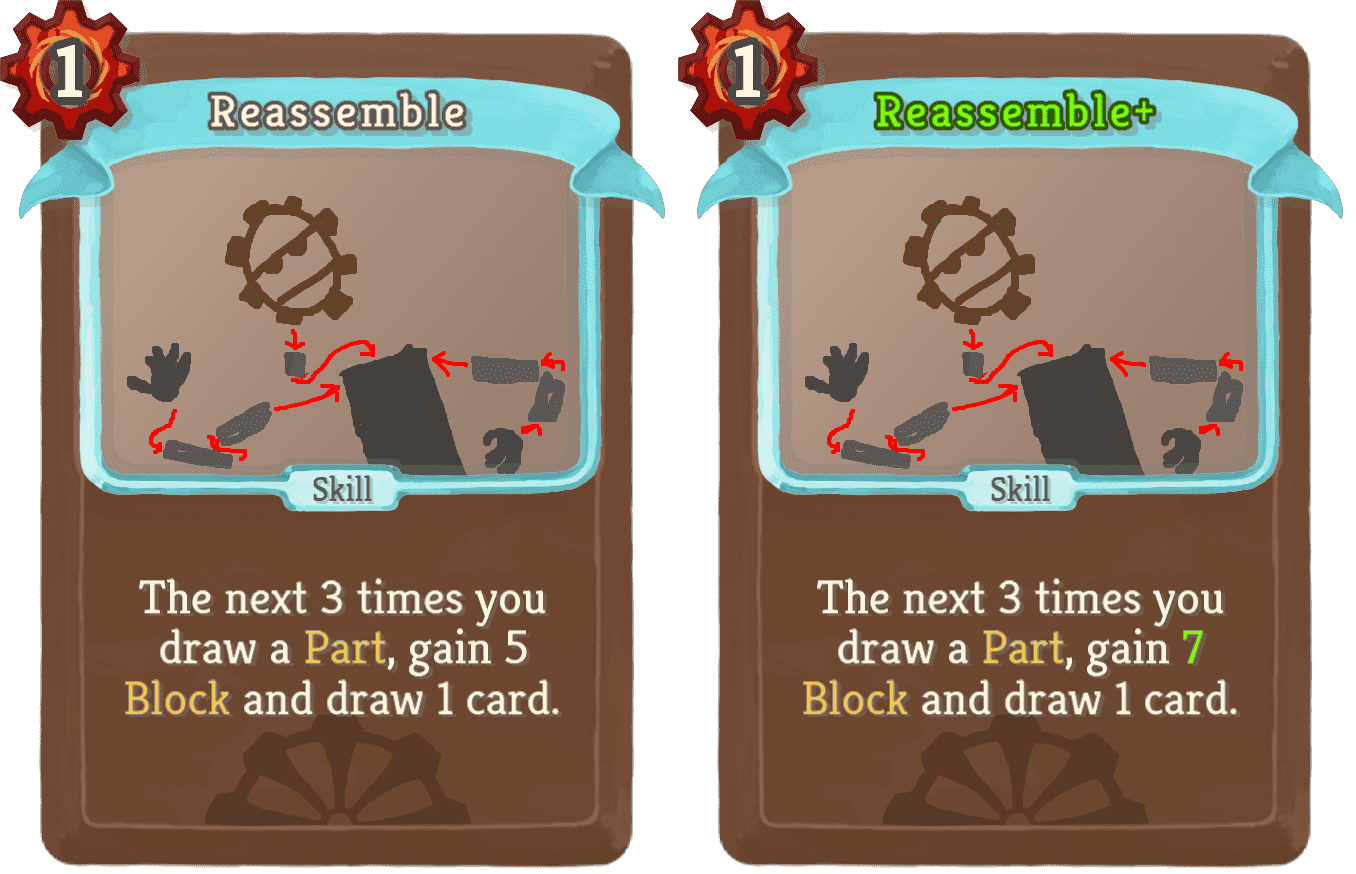 1
Reassemble
Skill
The next 3 times you
draw a Part, gain 5
Block and draw 1 card.
1
Reassemble+
Skill
The next 3 times you
draw a Part, gain 7
Block and draw 1 card.